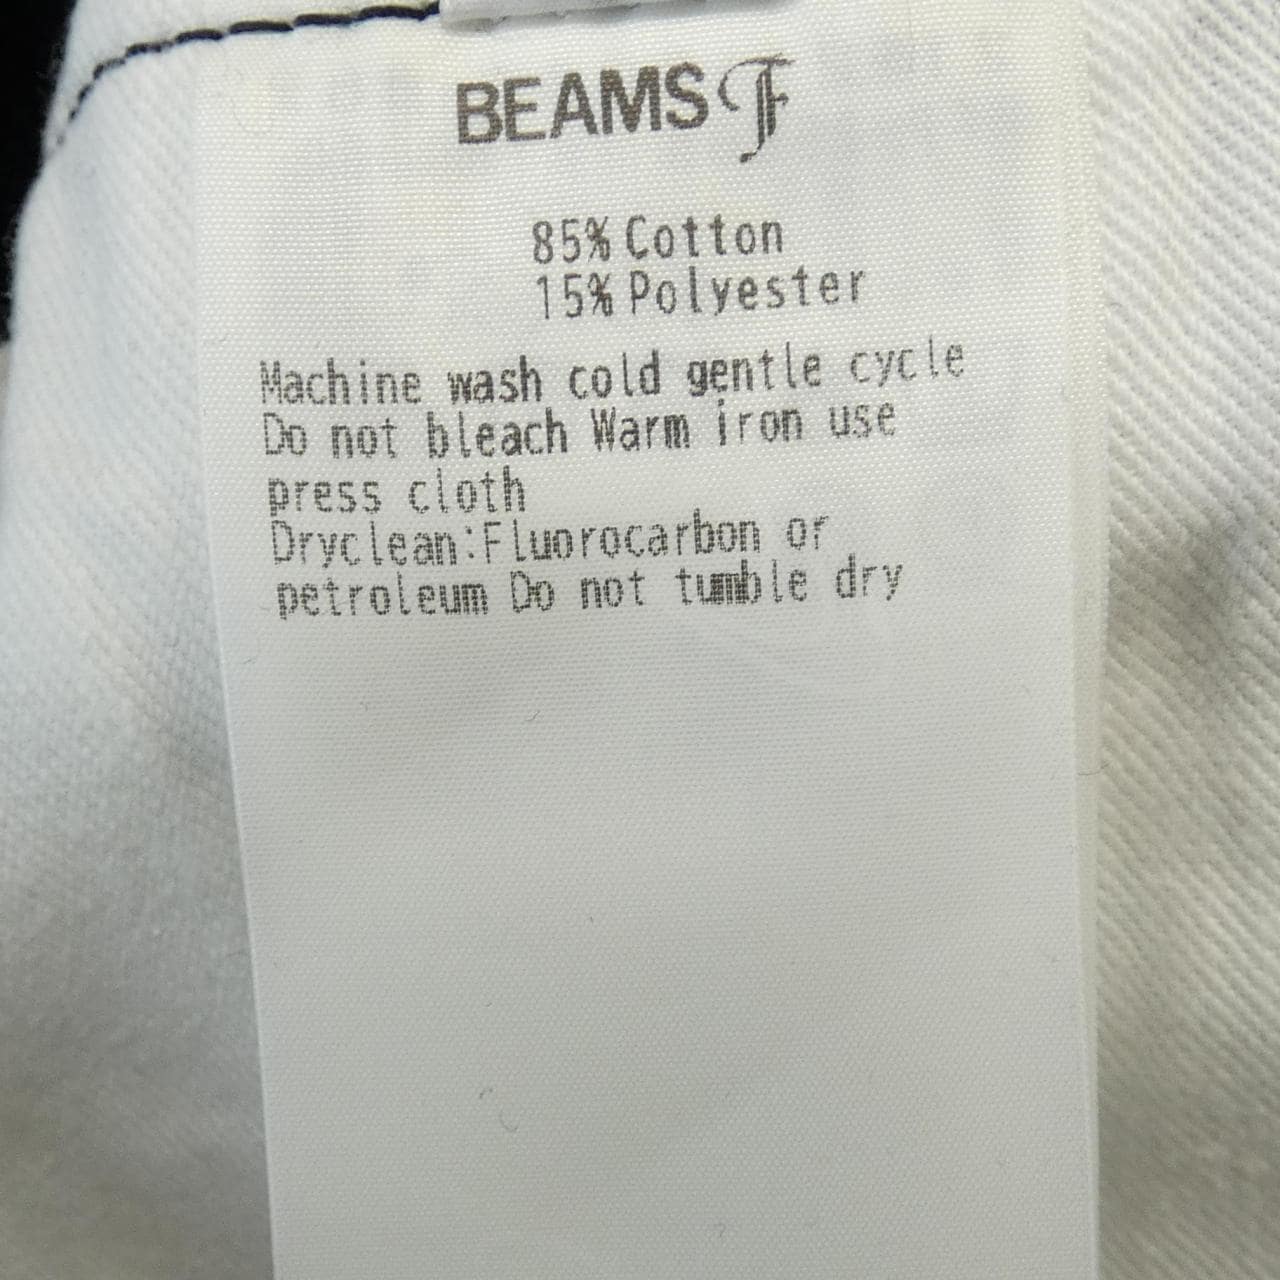 BEAMS F
85% Cotton
15% Polyester
Machine wash cold gentle cycle
Do not bleach Warm iron use
press cloth
Dryclean:Fluorocarbon or
petroleum Do not tumble dry